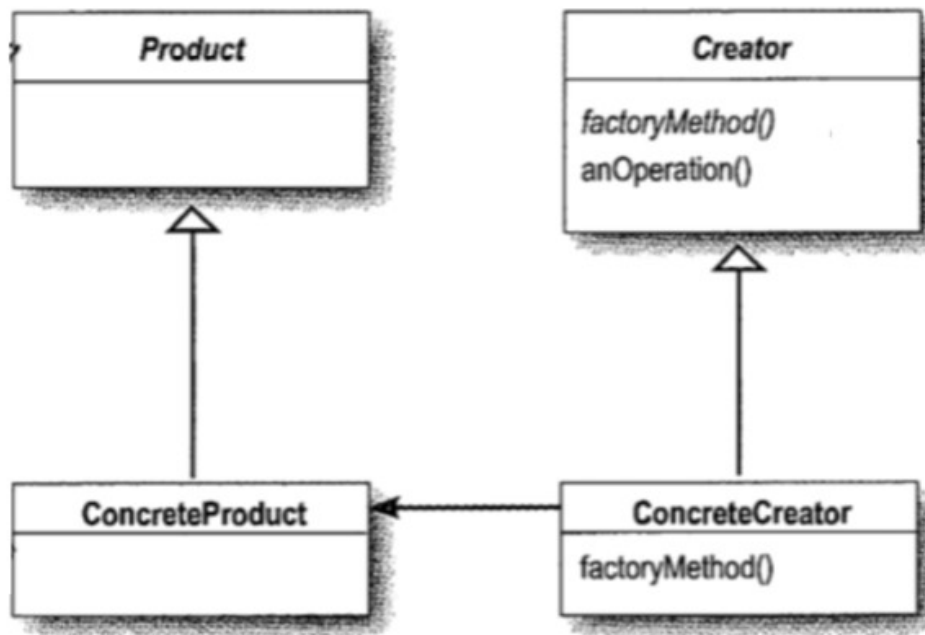 Product
Creator
factoryMethod()
anOperation()
ConcreteProduct
ConcreteCreator
factoryMethod()